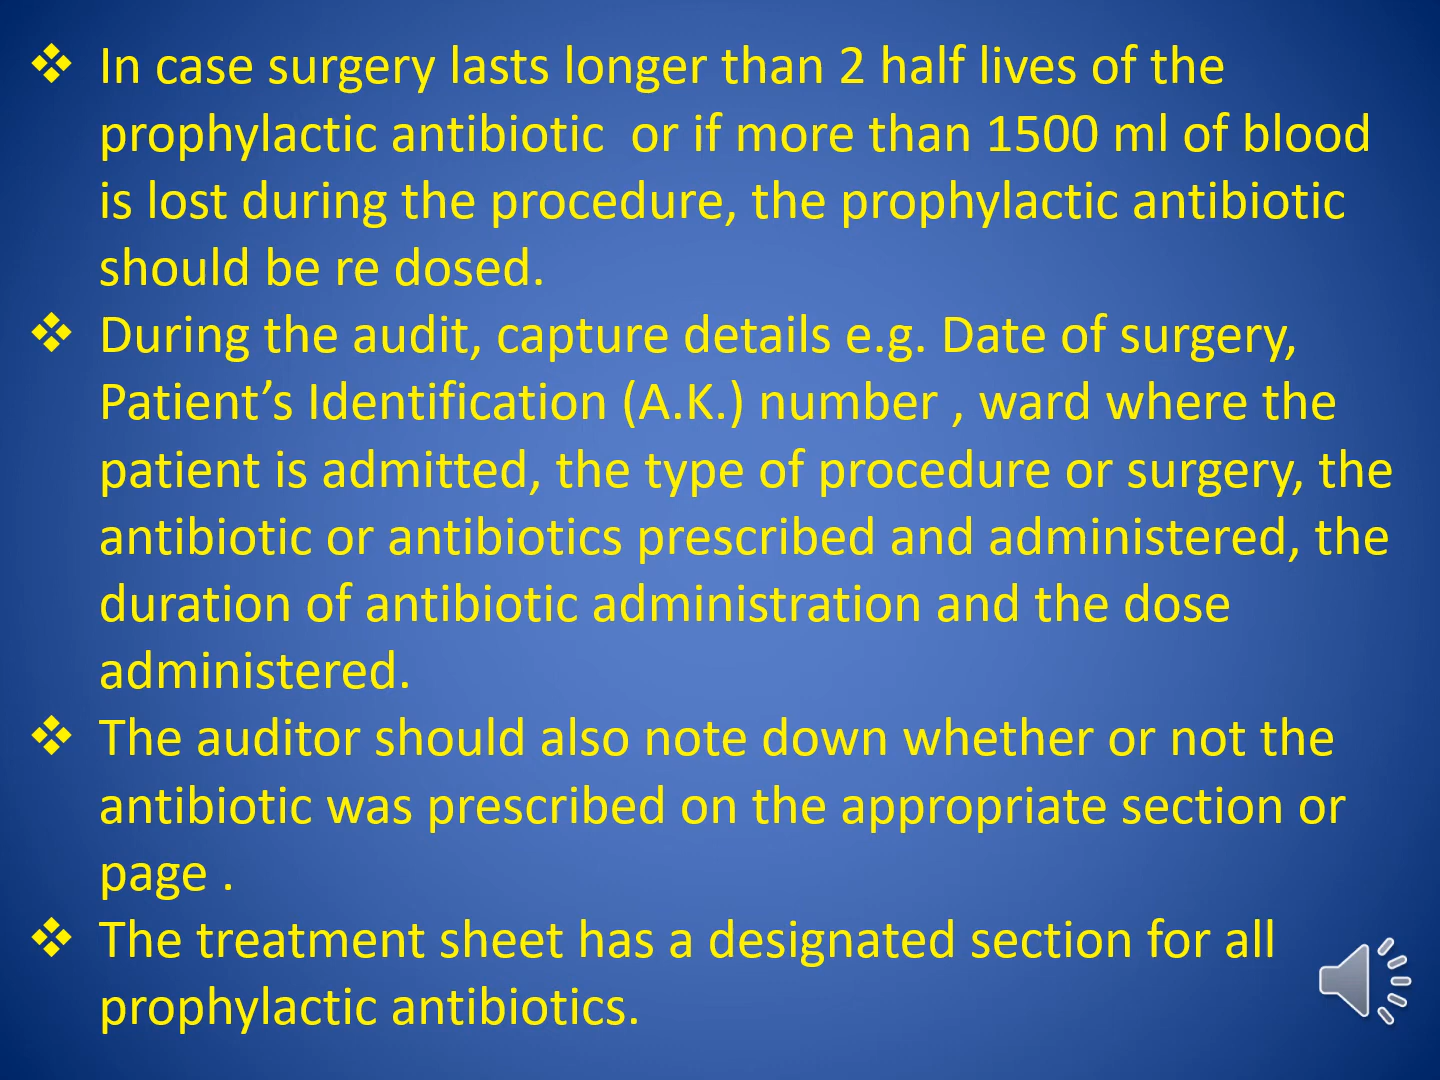 ❖ In case surgery lasts longer than 2 half lives of the
prophylactic antibiotic  or if more than 1500 ml of blood
is lost during the procedure, the prophylactic antibiotic
should be re dosed.
❖ During the audit, capture details e.g. Date of surgery,
Patient’s Identification (A.K.) number , ward where the
patient is admitted, the type of procedure or surgery, the
antibiotic or antibiotics prescribed and administered, the
duration of antibiotic administration and the dose
administered.
❖ The auditor should also note down whether or not the
antibiotic was prescribed on the appropriate section or
page .
❖ The treatment sheet has a designated section for all
prophylactic antibiotics.